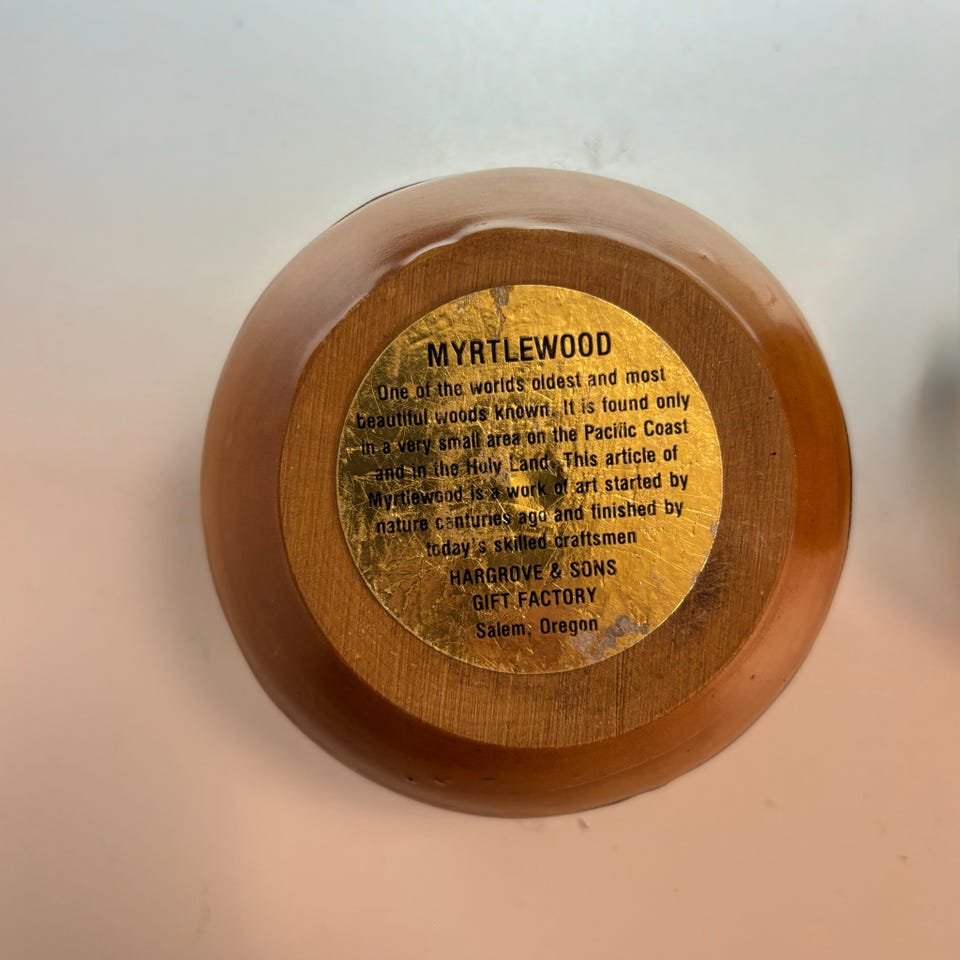 MYRTLEWOOD
One of the worlds oldest and most
beautiful woods known. It is found only
in a very small area on the Pacific Coast
and in the Holy Land. This article of
Myrtlewood is a work of art started by
nature centuries ago and finished by
today's skilled craftsmen
HARGROVE & SONS
GIFT FACTORY
Salem, Oregon